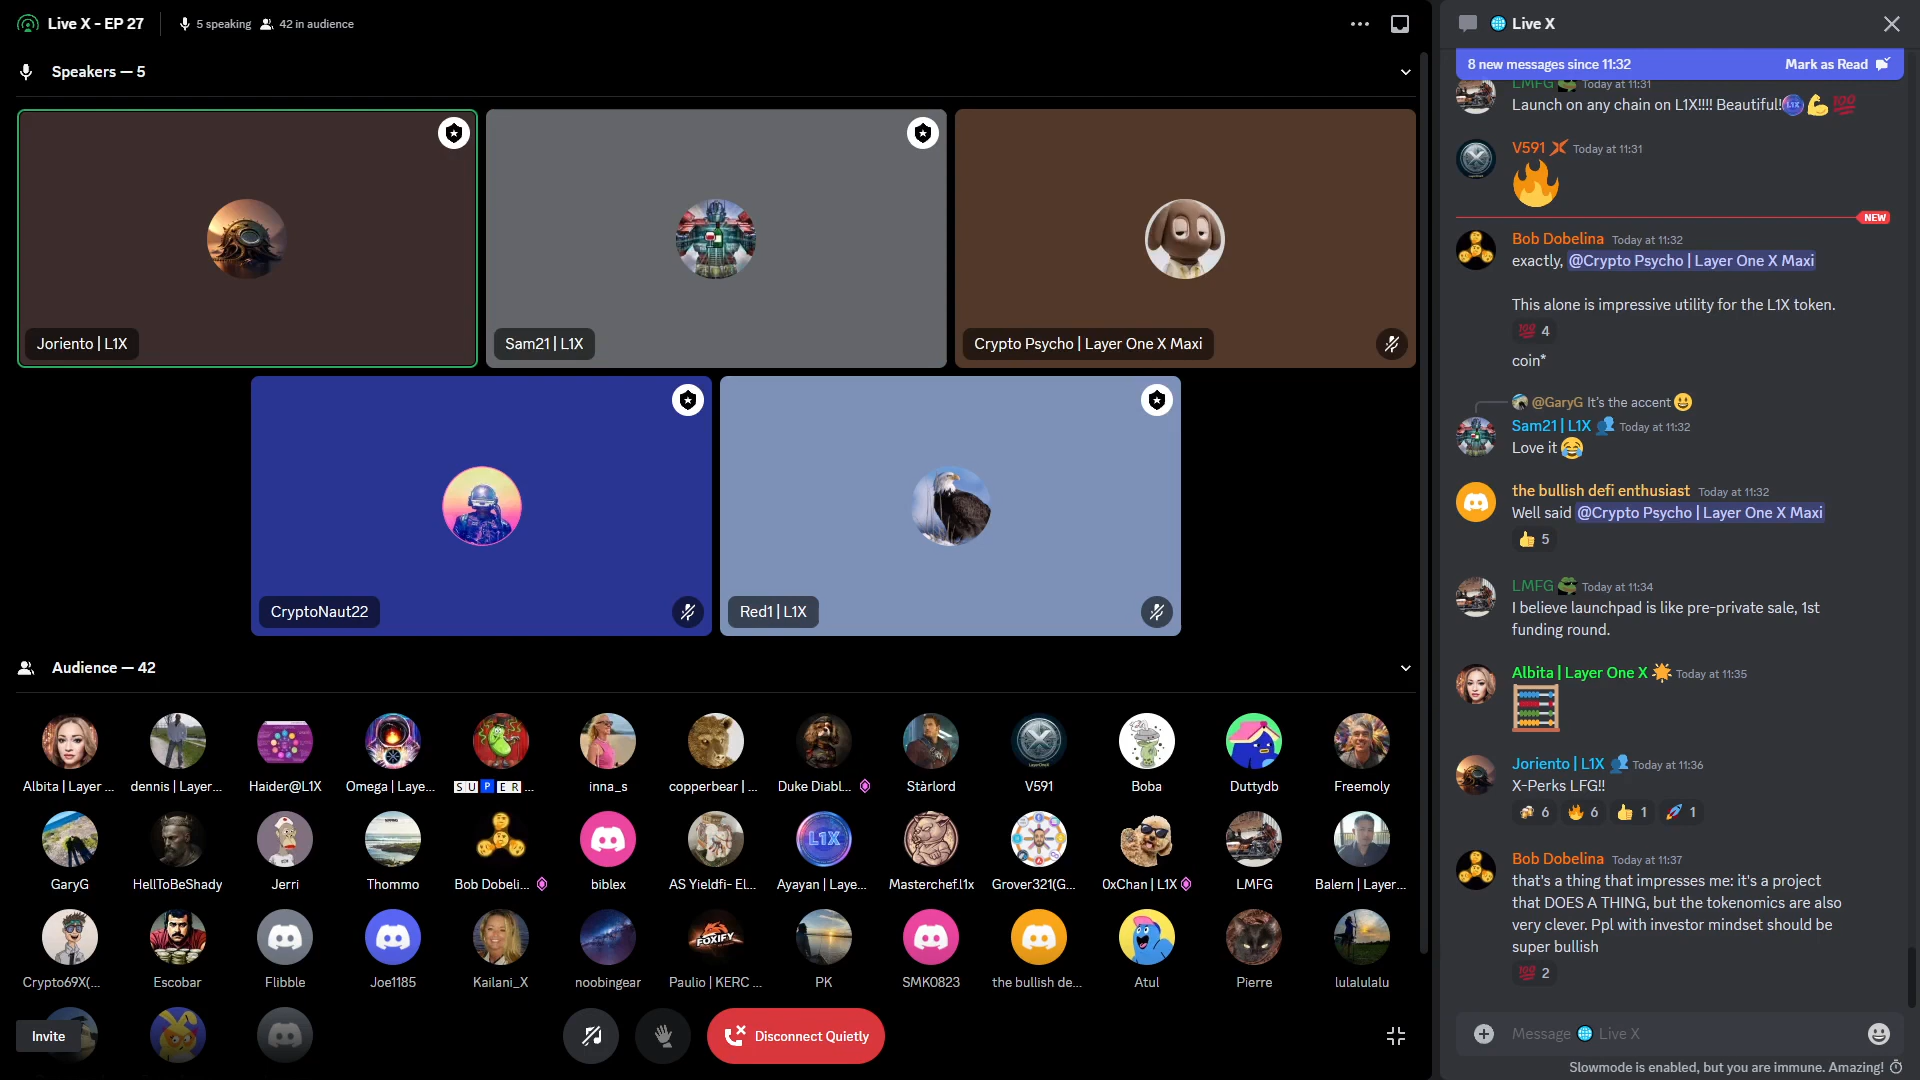 Live X - EP 27
5 speaking
42 in audience
Speakers — 5
Joriento | L1X
Sam21 | L1X
Crypto Psycho | Layer One X Maxi
CryptoNaut22
Red1 | L1X
Audience — 42
Albita | Layer ...
dennis | Layer...
Haider@L1X
Omega | Laye...
SUPER ...
inna_s
copperbear | ...
Duke Diabl...
Stàrlord
V591
Boba
Duttydb
Freemoly
GaryG
HellToBeShady
Jerri
Thommo
Bob Dobeli...
biblex
AS Yieldfi- El...
L1X
Ayayan | Laye...
Masterchef.l1x
Grover321(G...
0xChan | L1X
LMFG
Balern | Layer...
Crypto69X(...
Escobar
Flibble
Joe1185
Kailani_X
noobingear
FOXIFY
Paulio | KERC ...
PK
SMK0823
the bullish de...
Atul
Pierre
lulalulalu
Invite
Disconnect Quietly
Live X
8 new messages since 11:32
Mark as Read
LMFG Today at 11:31
Launch on any chain on L1X!!!! Beautiful!
V591 Today at 11:31
NEW
Bob Dobelina Today at 11:32
exactly, @Crypto Psycho | Layer One X Maxi
This alone is impressive utility for the L1X token.
💯 4
coin*
@GaryG It's the accent 😀
Sam21 | L1X 👥 Today at 11:32
Love it 😂
the bullish defi enthusiast Today at 11:32
Well said @Crypto Psycho | Layer One X Maxi
👍 5
LMFG Today at 11:34
I believe launchpad is like pre-private sale, 1st
funding round.
Albita | Layer One X Today at 11:35
Joriento | L1X 👥 Today at 11:36
X-Perks LFG!!
🍻 6 🔥 6 👍 1 🚀 1
Bob Dobelina Today at 11:37
that's a thing that impresses me: it's a project
that DOES A THING, but the tokenomics are also
very clever. Ppl with investor mindset should be
super bullish
💯 2
Message 🌐 Live X
Slowmode is enabled, but you are immune. Amazing!